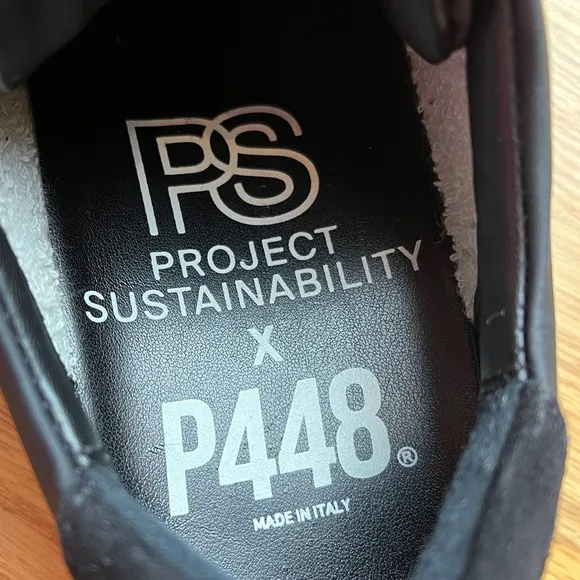 PS
PROJECT
SUSTAINABILITY
X
P448®
MADE IN ITALY